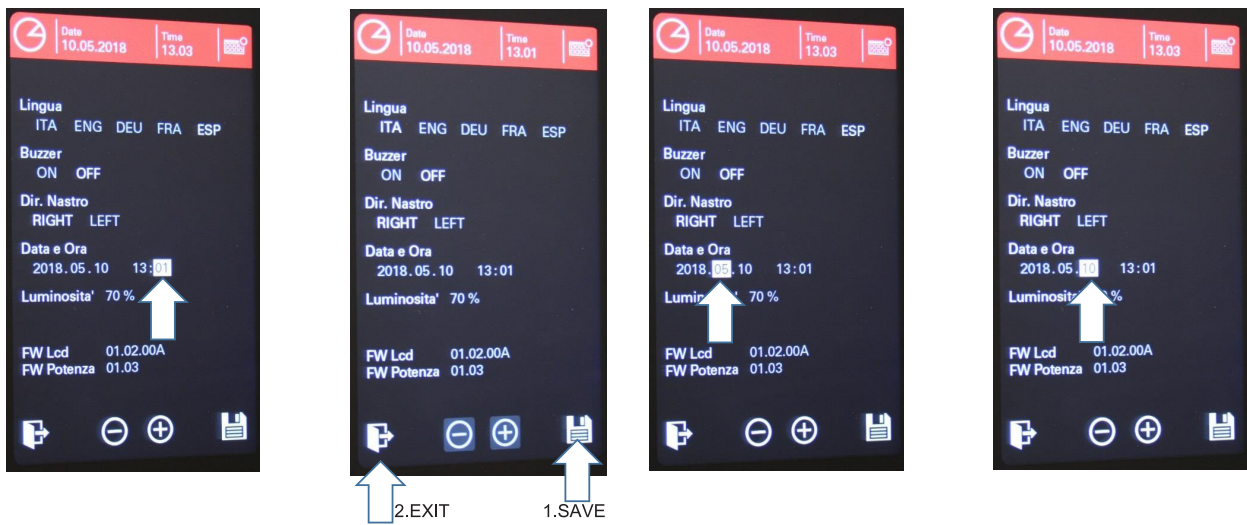 Date
10.05.2018
Time
13.03
Lingua
ITA ENG DEU FRA ESP
Buzzer
ON OFF
Dir. Nastro
RIGHT LEFT
Data e Ora
2018.05.10 13:01
Luminosita' 70 %
FW Lcd 01.02.00A
FW Potenza 01.03
Date
10.05.2018
Time
13.01
Lingua
ITA ENG DEU FRA ESP
Buzzer
ON OFF
Dir. Nastro
RIGHT LEFT
Data e Ora
2018.05.10 13:01
Luminosita' 70 %
FW Lcd 01.02.00A
FW Potenza 01.03
2.EXIT
1.SAVE
Date
10.05.2018
Time
13.03
Lingua
ITA ENG DEU FRA ESP
Buzzer
ON OFF
Dir. Nastro
RIGHT LEFT
Data e Ora
2018.05.10 13:01
70 %
FW Lcd 01.02.00A
FW Potenza 01.03
Date
10.05.2018
Time
13.03
Lingua
ITA ENG DEU FRA ESP
Buzzer
ON OFF
Dir. Nastro
RIGHT LEFT
Data e Ora
2018.05.10 13:01
FW Lcd 01.02.00A
FW Potenza 01.03